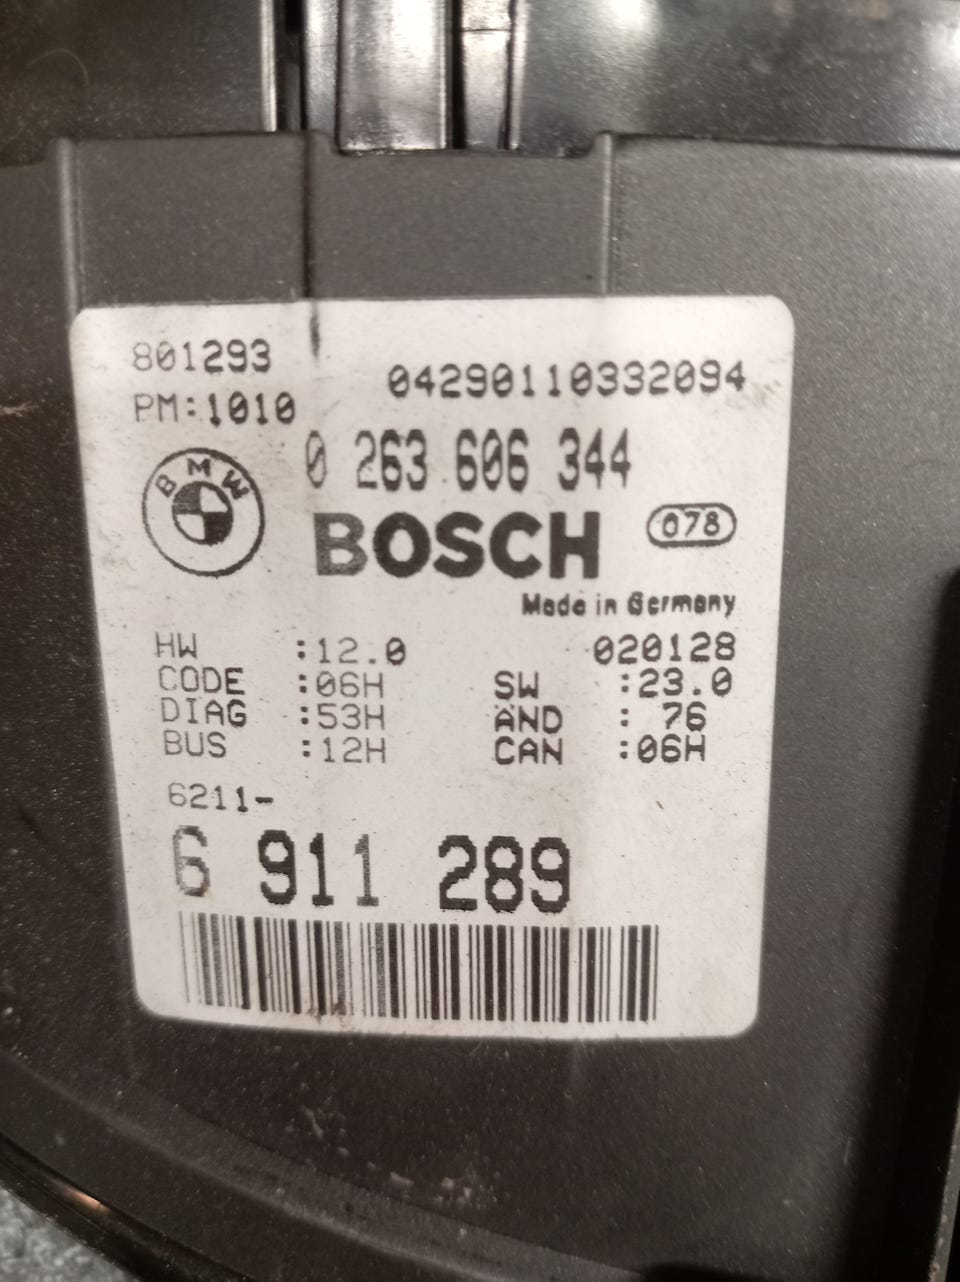 801293
04290110332094
PM:1010
0 263 606 344
BMW
BOSCH
078
Made in Germany
HW :12.0 020128
CODE :06H SW :23.0
DIAG :53H AND : 76
BUS :12H CAN :06H
6211-
6 911 289